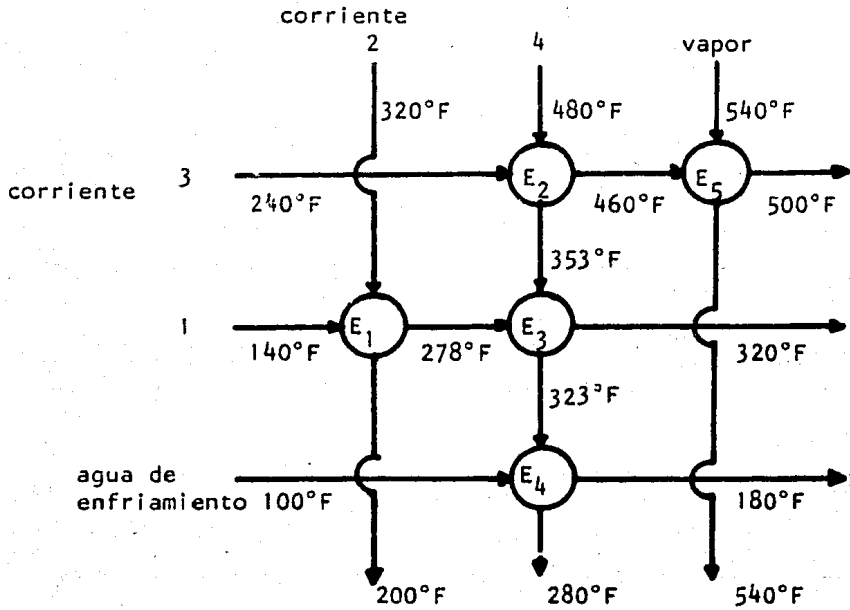 corriente
2 4 vapor
320°F 480°F 540°F
3 E2 E5
corriente
240°F 460°F 500°F
353°F
1 E1 E3
140°F 278°F 320°F
323°F
agua de
enfriamiento 100°F E4 180°F
200°F 280°F 540°F